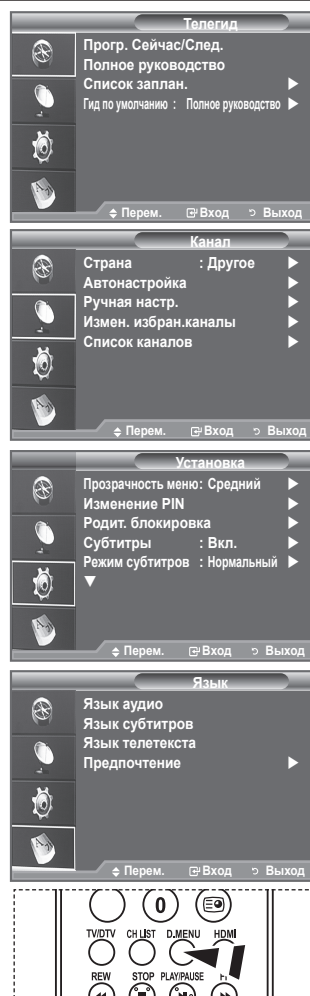 Телегид
Прогр. Сейчас/След.
Полное руководство
Список заплан.
Гид по умолчанию : Полное руководство
Перем. Вход Выход
Канал
Страна : Другое
Автонастройка
Ручная настр.
Измен. избран.каналы
Список каналов
Перем. Вход Выход
Установка
Прозрачность меню: Средний
Изменение PIN
Родит. блокировка
Субтитры : Вкл.
Режим субтитров : Нормальный
Перем. Вход Выход
Язык
Язык аудио
Язык субтитров
Язык телетекста
Предпочтение
Перем. Вход Выход
0
TV/DTV CH LIST D.MENU HDMI
REW STOP PLAY/PAUSE